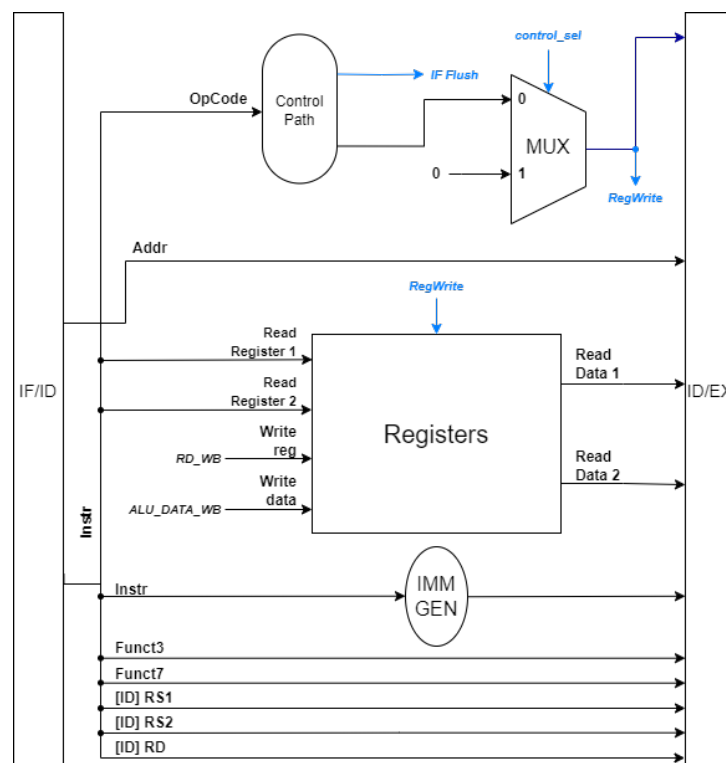 control_sel
IF Flush
OpCode
Control
Path
0
MUX
0
1
RegWrite
Addr
RegWrite
Read
Register 1
Read
Data 1
IF/ID
ID/EX
Read
Register 2
Registers
Write
reg
RD_WB
Read
Data 2
Write
data
ALU_DATA_WB
Instr
Instr
IMM
GEN
Funct3
Funct7
[ID] RS1
[ID] RS2
[ID] RD